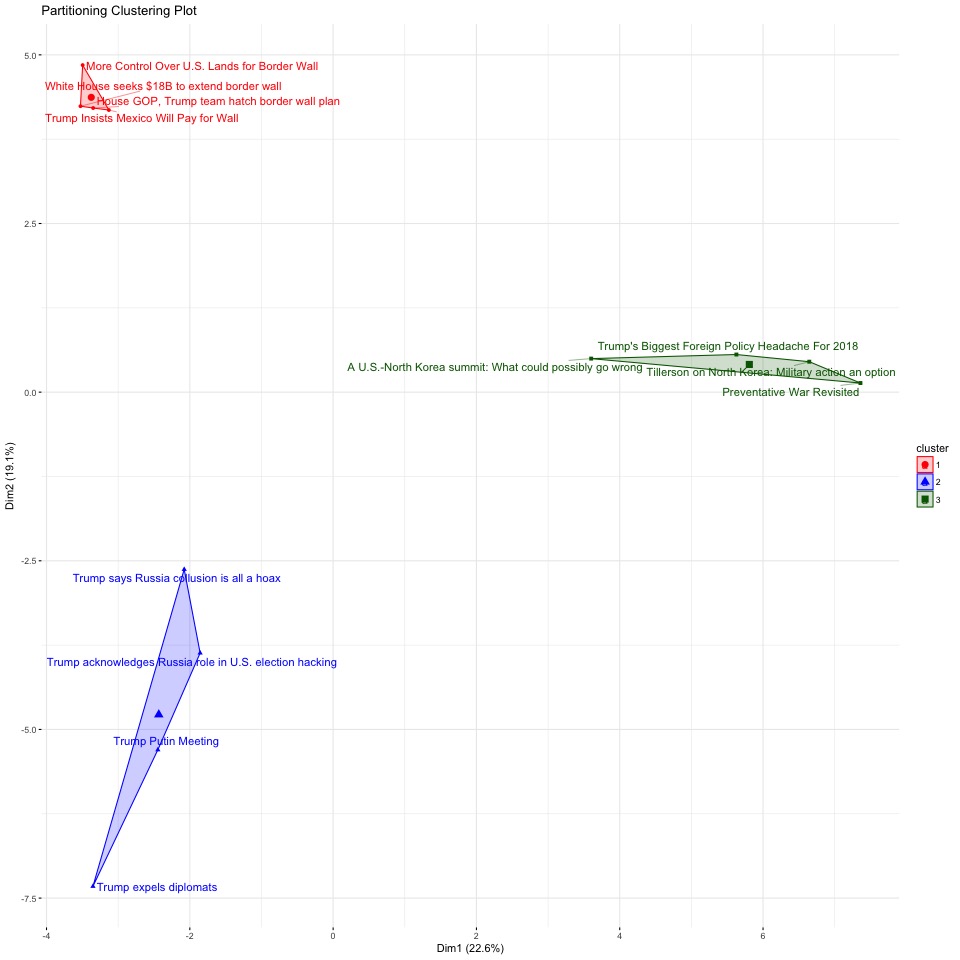 Partitioning Clustering Plot
5.0
More Control Over U.S. Lands for Border Wall
White House seeks $18B to extend border wall
House GOP, Trump team hatch border wall plan
Trump Insists Mexico Will Pay for Wall
2.5
Trump's Biggest Foreign Policy Headache For 2018
A U.S.-North Korea summit: What could possibly go wrong
Tillerson on North Korea: Military action an option
0.0
Preventative War Revisited
Dim2 (19.1%)
cluster
1
2
3
-2.5
Trump says Russia collusion is all a hoax
Trump acknowledges Russia role in U.S. election hacking
-5.0
Trump Putin Meeting
Trump expels diplomats
-7.5
-4 -2 0 2 4 6
Dim1 (22.6%)